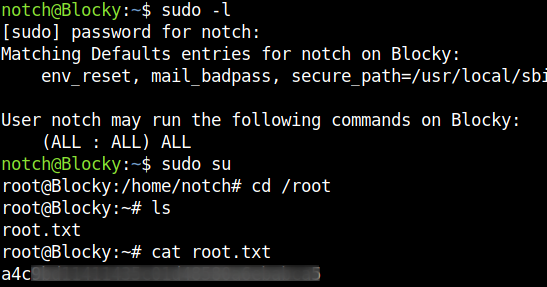 notch@Blocky:~$ sudo -l
[sudo] password for notch:
Matching Defaults entries for notch on Blocky:
    env_reset, mail_badpass, secure_path=/usr/local/sbi

User notch may run the following commands on Blocky:
    (ALL : ALL) ALL
notch@Blocky:~$ sudo su
root@Blocky:/home/notch# cd /root
root@Blocky:~# ls
root.txt
root@Blocky:~# cat root.txt
a4c